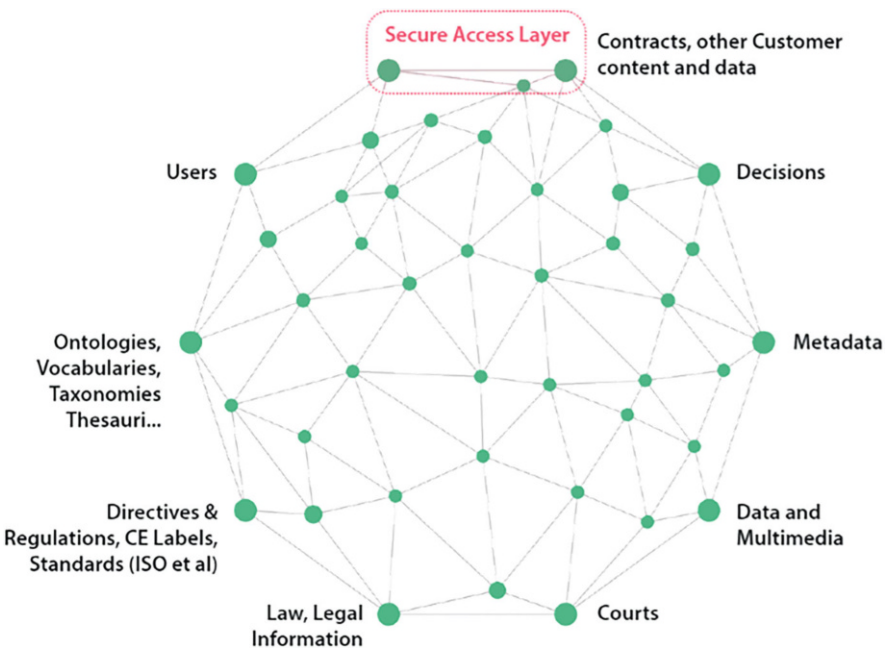 Secure Access Layer
Contracts, other Customer
content and data
Users
Decisions
Ontologies,
Vocabularies,
Taxonomies
Thesauri...
Metadata
Directives &
Regulations, CE Labels,
Standards (ISO et al)
Data and
Multimedia
Law, Legal
Information
Courts